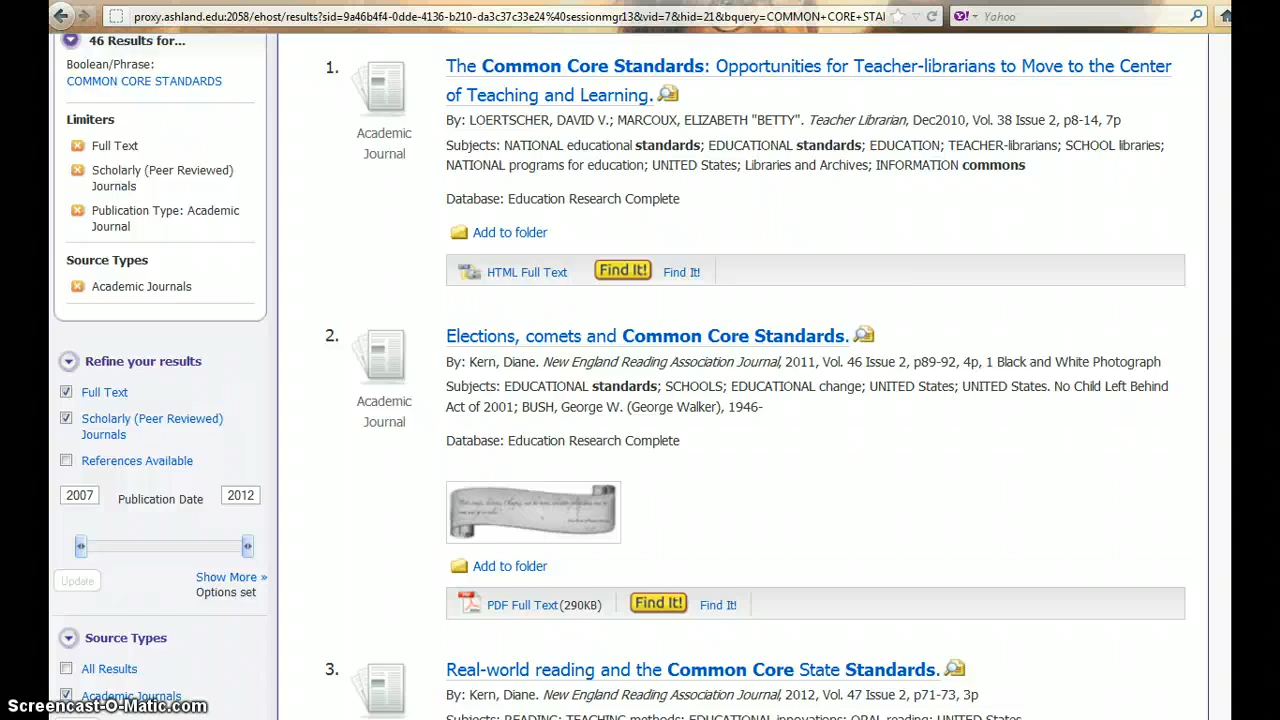 proxy.ashland.edu:2058/ehost/results?sid=9a46b4f4-0dde-4136-b210-da3c37c33e24%40sessionmgr13&vid=7&hid=21&bquery=COMMON+CORE+STAI
Yahoo
46 Results for...
Boolean/Phrase:
COMMON CORE STANDARDS
Limiters
Full Text
Scholarly (Peer Reviewed)
Journals
Publication Type: Academic
Journal
Source Types
Academic Journals
Refine your results
Full Text
Scholarly (Peer Reviewed)
Journals
References Available
2007 Publication Date 2012
Update
Show More »
Options set
Source Types
All Results
Academic Journals
1.
Academic
Journal
The Common Core Standards: Opportunities for Teacher-librarians to Move to the Center
of Teaching and Learning.
By: LOERTSCHER, DAVID V.; MARCOUX, ELIZABETH "BETTY". Teacher Librarian, Dec2010, Vol. 38 Issue 2, p8-14, 7p
Subjects: NATIONAL educational standards; EDUCATIONAL standards; EDUCATION; TEACHER-librarians; SCHOOL libraries;
NATIONAL programs for education; UNITED States; Libraries and Archives; INFORMATION commons
Database: Education Research Complete
Add to folder
HTML Full Text Find It! Find It!
2.
Academic
Journal
Elections, comets and Common Core Standards.
By: Kern, Diane. New England Reading Association Journal, 2011, Vol. 46 Issue 2, p89-92, 4p, 1 Black and White Photograph
Subjects: EDUCATIONAL standards; SCHOOLS; EDUCATIONAL change; UNITED States; UNITED States. No Child Left Behind
Act of 2001; BUSH, George W. (George Walker), 1946-
Database: Education Research Complete
Add to folder
PDF Full Text (290KB) Find It! Find It!
3.
Real-world reading and the Common Core State Standards.
By: Kern, Diane. New England Reading Association Journal, 2012, Vol. 47 Issue 2, p71-73, 3p
Subjects: READING; TEACHING methods; EDUCATIONAL innovations; ORAL reading; UNITED States
Screencast-O-Matic.com